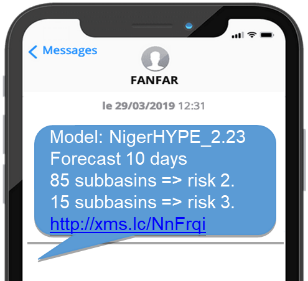 Messages
FANFAR
le 29/03/2019 12:31
Model: NigerHYPE_2.23
Forecast 10 days
85 subbasins => risk 2.
15 subbasins => risk 3.
http://xms.lc/NnFrqi